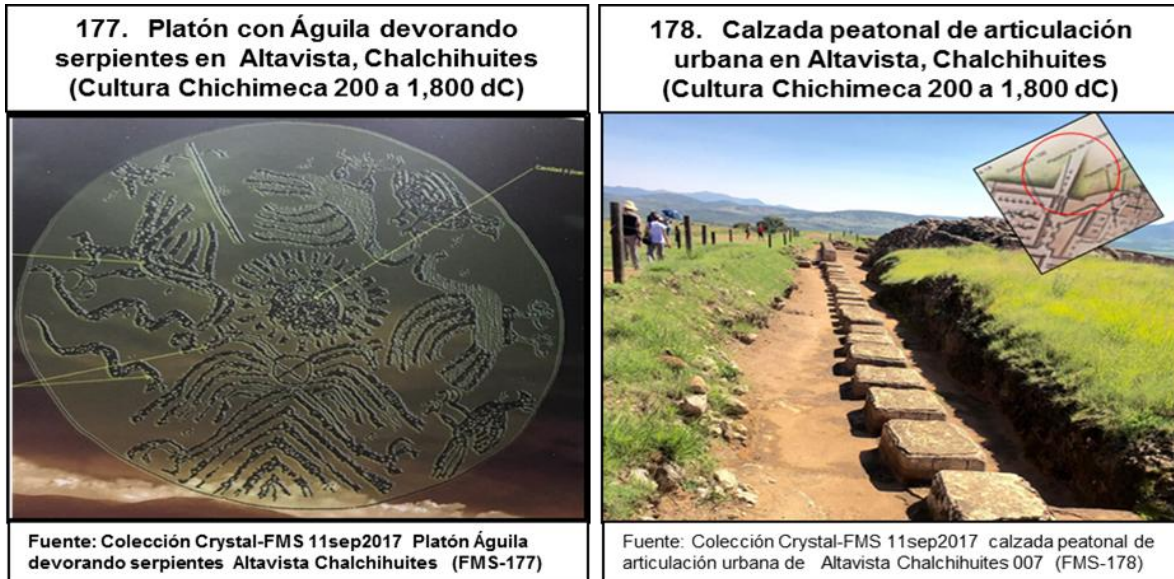 177. Platón con Águila devorando
serpientes en Altavista, Chalchihuites
(Cultura Chichimeca 200 a 1,800 dC)
Fuente: Colección Crystal-FMS 11sep2017 Platón Águila
devorando serpientes Altavista Chalchihuites (FMS-177)
178. Calzada peatonal de articulación
urbana en Altavista, Chalchihuites
(Cultura Chichimeca 200 a 1,800 dC)
Fuente: Colección Crystal-FMS 11sep2017 calzada peatonal de
articulación urbana de Altavista Chalchihuites 007 (FMS-178)